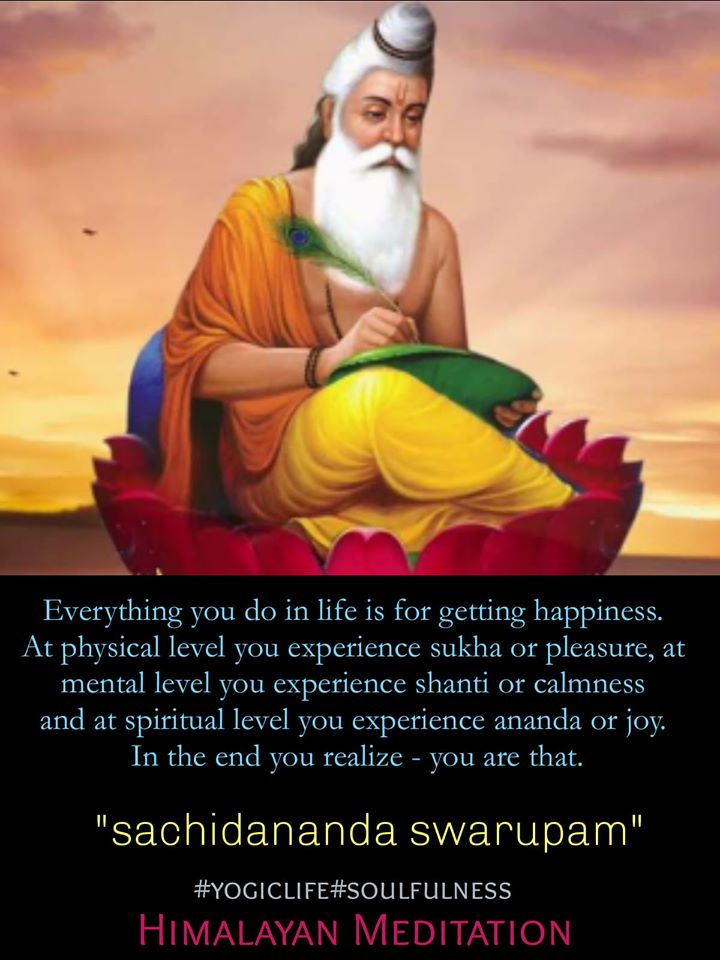 Everything you do in life is for getting happiness.
At physical level you experience sukha or pleasure, at
mental level you experience shanti or calmness
and at spiritual level you experience ananda or joy.
In the end you realize - you are that.
"sachidananda swarupam"
#YOGICLIFE#SOULFULNESS
HIMALAYAN MEDITATION